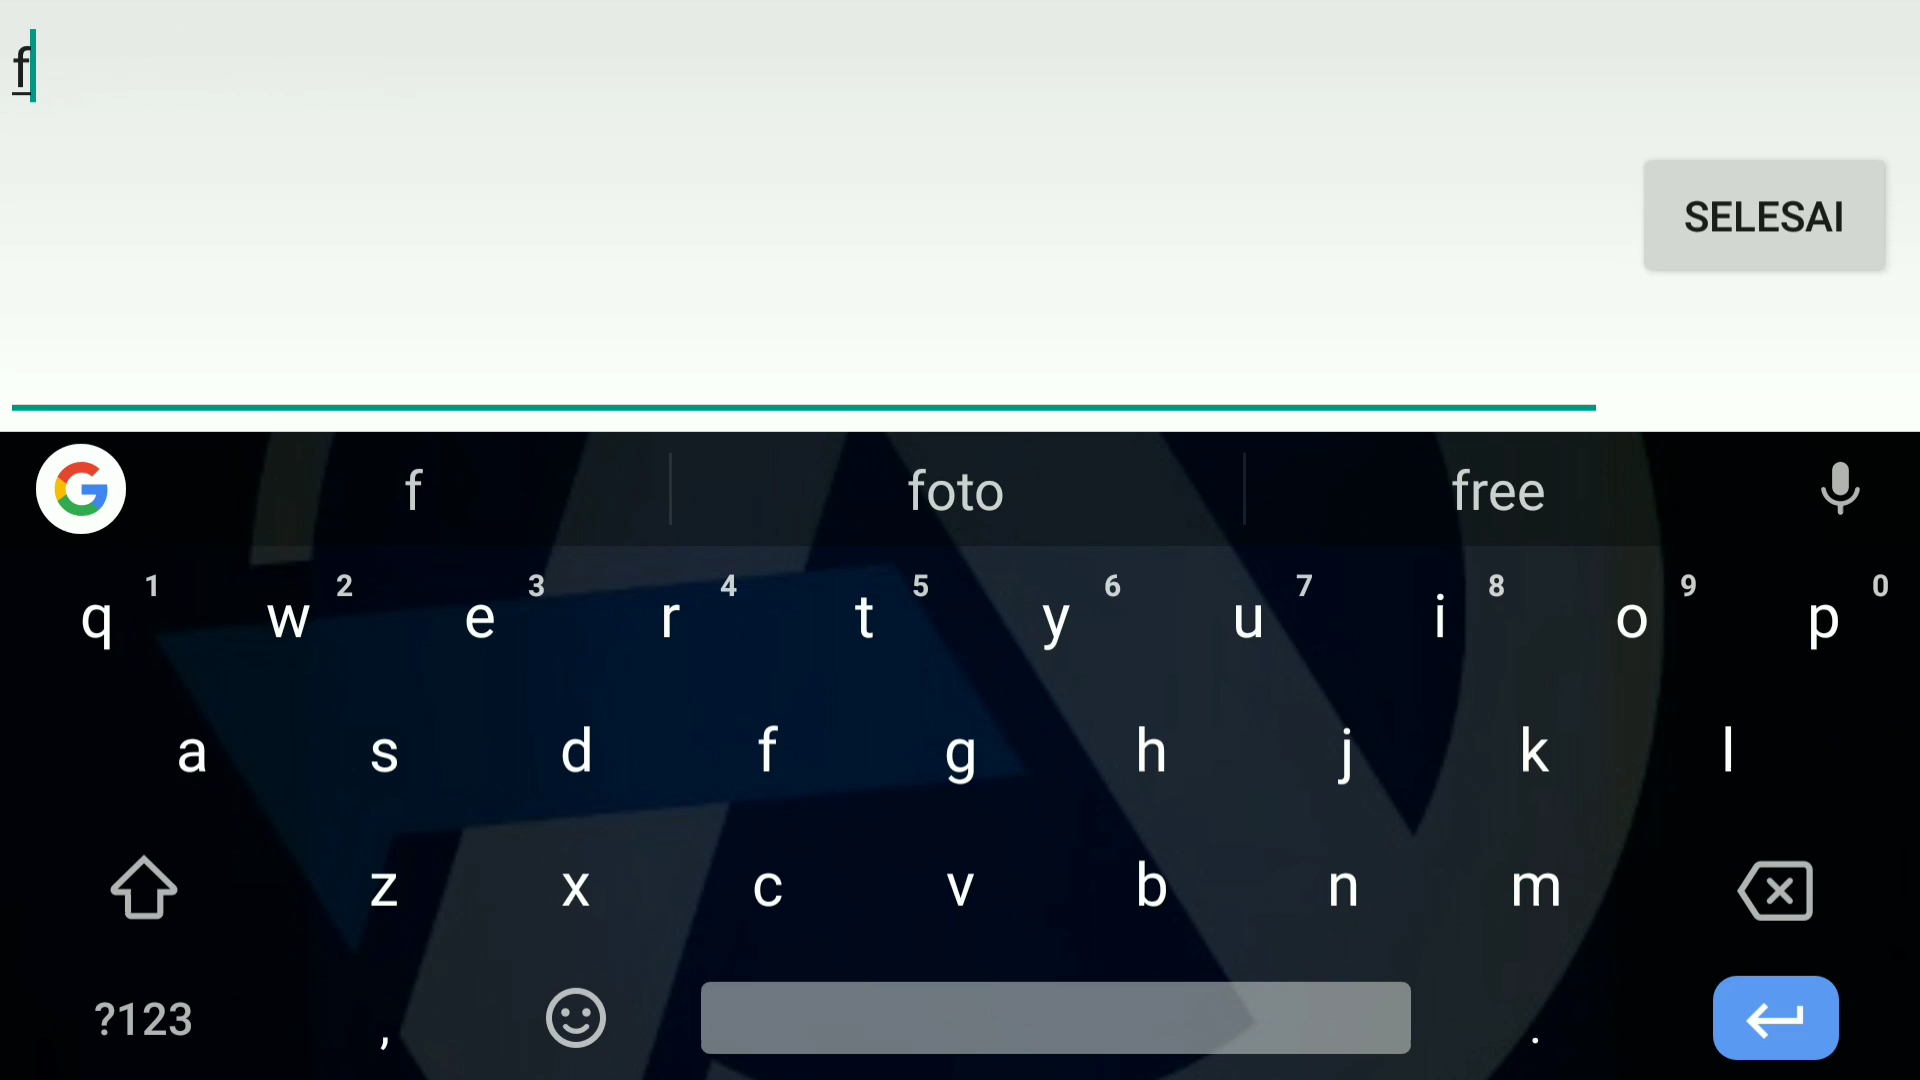 f
SELESAI
f foto free
1 2 3 4 5 6 7 8 9 0
q w e r t y u i o p
a s d f g h j k l
z x c v b n m
?123 , .